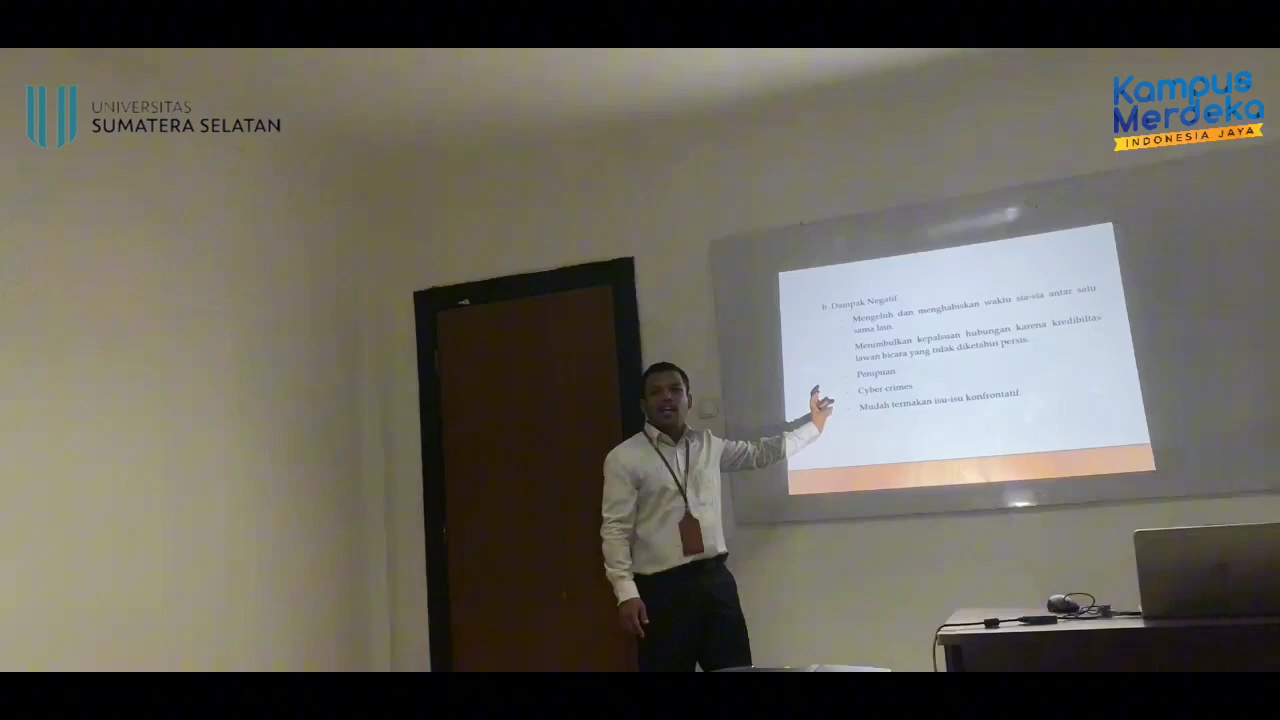 UNIVERSITAS
SUMATERA SELATAN
Kampus
Merdeka
INDONESIA JAYA
b. Dampak Negatif
Mengeluh dan menghabiskan waktu sia-sia antar satu
sama lain.
Menimbulkan kepalsuan hubungan karena kredibiltas
lawan bicara yang tidak diketahui persis.
Penipuan
Cyber crimes
Mudah termakan isu-isu konfrontatif.